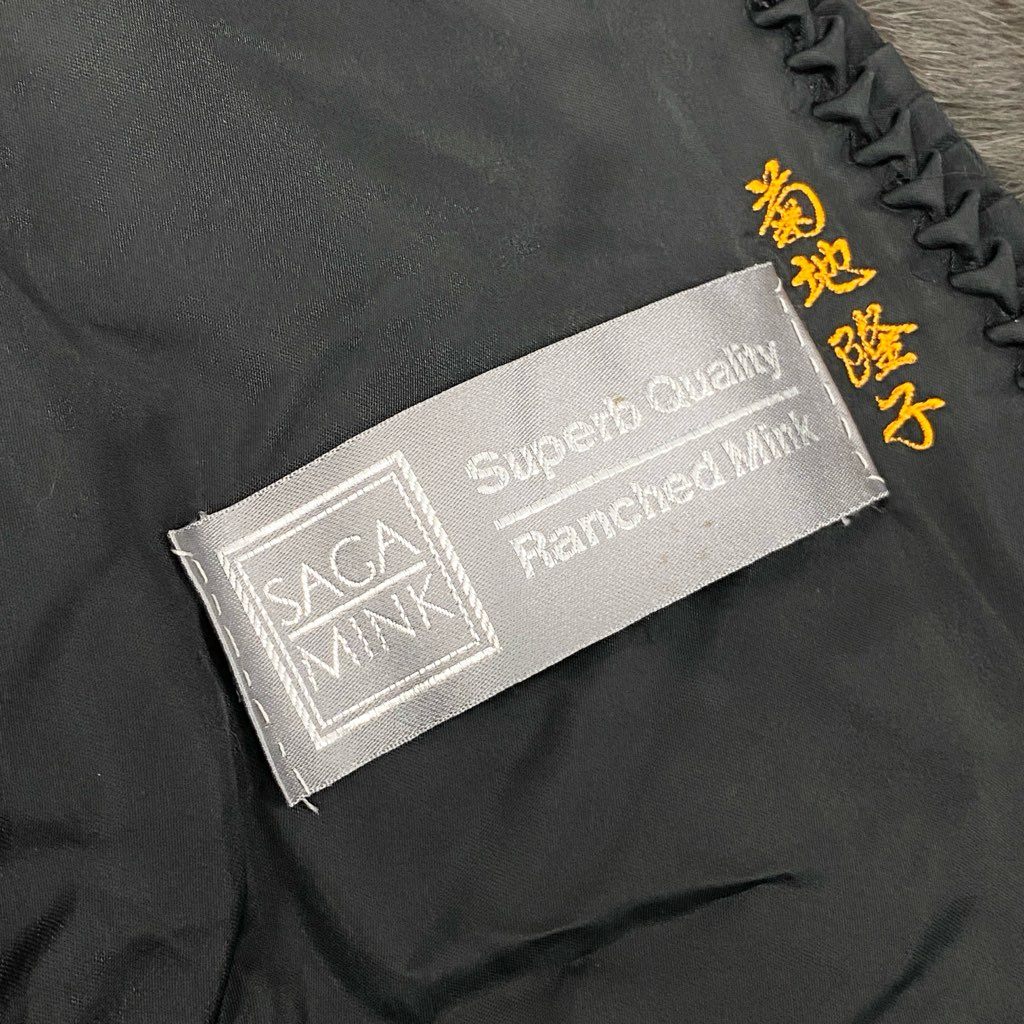 SAGA
MINK
Superb Quality
Ranched Mink
菊地隆子